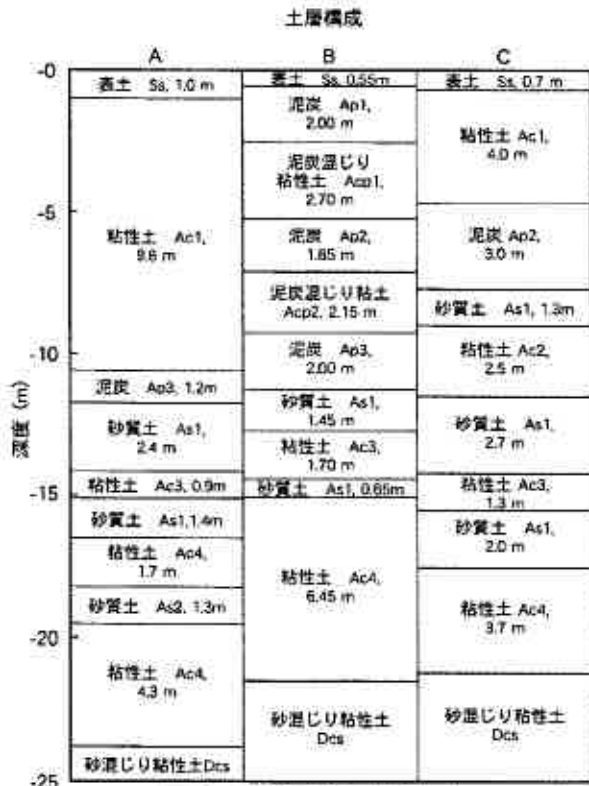 土層構成
A
B
C
深度 (m)
-0
-5
-10
-15
-20
-25
表土 Ss, 1.0 m
粘性土 Ac1,
9.6 m
泥炭 Ap3, 1.2m
砂質土 As1,
2.4 m
粘性土 Ac3, 0.9m
砂質土 As1,1.4m
粘性土 Ac4,
1.7 m
砂質土 As2, 1.3m
粘性土 Ac4,
4.3 m
砂混じり粘性土Dcs
表土 Ss, 0.55m
泥炭 Ap1,
2.00 m
泥炭混じり
粘性土 Acp1,
2.70 m
泥炭 Ap2,
1.85 m
泥炭混じり粘土
Acp2, 2.15 m
泥炭 Ap3,
2.00 m
砂質土 As1,
1.45 m
粘性土 Ac3,
1.70 m
砂質土 As1, 0.65m
粘性土 Ac4,
6.45 m
砂混じり粘性土
Dcs
表土 Ss, 0.7 m
粘性土 Ac1,
4.0 m
泥炭 Ap2,
3.0 m
砂質土 As1, 1.3m
粘性土 Ac2,
2.5 m
砂質土 As1,
2.7 m
粘性土 Ac3,
1.3 m
砂質土 As1,
2.0 m
粘性土 Ac4,
3.7 m
砂混じり粘性土
Dcs